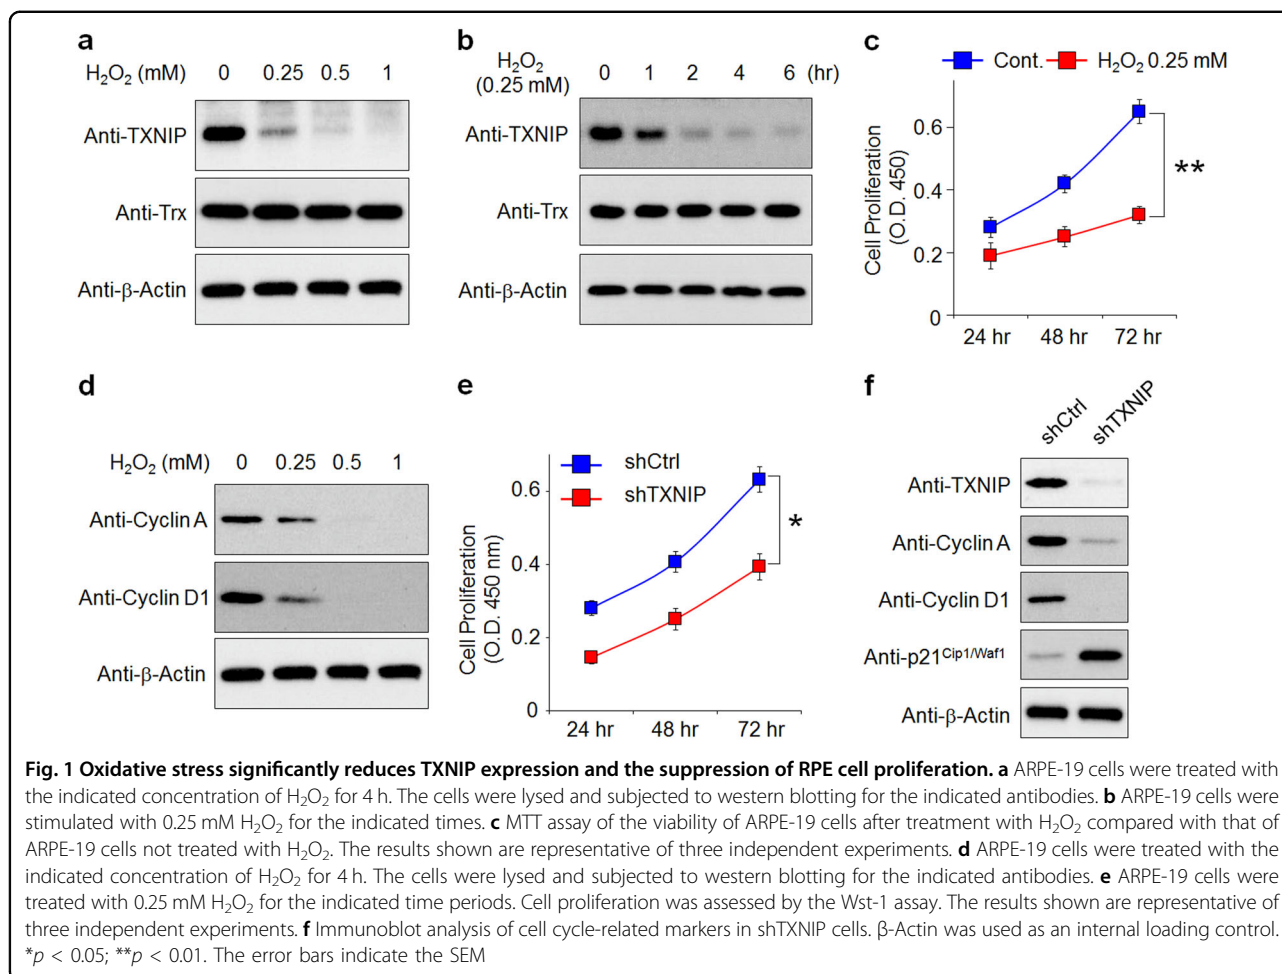 a
H₂O₂ (mM) 0 0.25 0.5 1
Anti-TXNIP
Anti-Trx
Anti-β-Actin
b
H₂O₂
(0.25 mM) 0 1 2 4 6 (hr)
Anti-TXNIP
Anti-Trx
Anti-β-Actin
c
Cont. H₂O₂ 0.25 mM
Cell Proliferation
(O.D. 450)
0.6
0.4
0.2
0
**
24 hr 48 hr 72 hr
d
H₂O₂ (mM) 0 0.25 0.5 1
Anti-Cyclin A
Anti-Cyclin D1
Anti-β-Actin
e
shCtrl
shTXNIP
Cell Proliferation
(O.D. 450 nm)
0.6
0.4
0.2
0
*
24 hr 48 hr 72 hr
f
shCtrl shTXNIP
Anti-TXNIP
Anti-Cyclin A
Anti-Cyclin D1
Anti-p21Cip1/Waf1
Anti-β-Actin
Fig. 1 Oxidative stress significantly reduces TXNIP expression and the suppression of RPE cell proliferation. a ARPE-19 cells were treated with
the indicated concentration of H₂O₂ for 4 h. The cells were lysed and subjected to western blotting for the indicated antibodies. b ARPE-19 cells were
stimulated with 0.25 mM H₂O₂ for the indicated times. c MTT assay of the viability of ARPE-19 cells after treatment with H₂O₂ compared with that of
ARPE-19 cells not treated with H₂O₂. The results shown are representative of three independent experiments. d ARPE-19 cells were treated with the
indicated concentration of H₂O₂ for 4 h. The cells were lysed and subjected to western blotting for the indicated antibodies. e ARPE-19 cells were
treated with 0.25 mM H₂O₂ for the indicated time periods. Cell proliferation was assessed by the Wst-1 assay. The results shown are representative of
three independent experiments. f Immunoblot analysis of cell cycle-related markers in shTXNIP cells. β-Actin was used as an internal loading control.
*p < 0.05; **p < 0.01. The error bars indicate the SEM